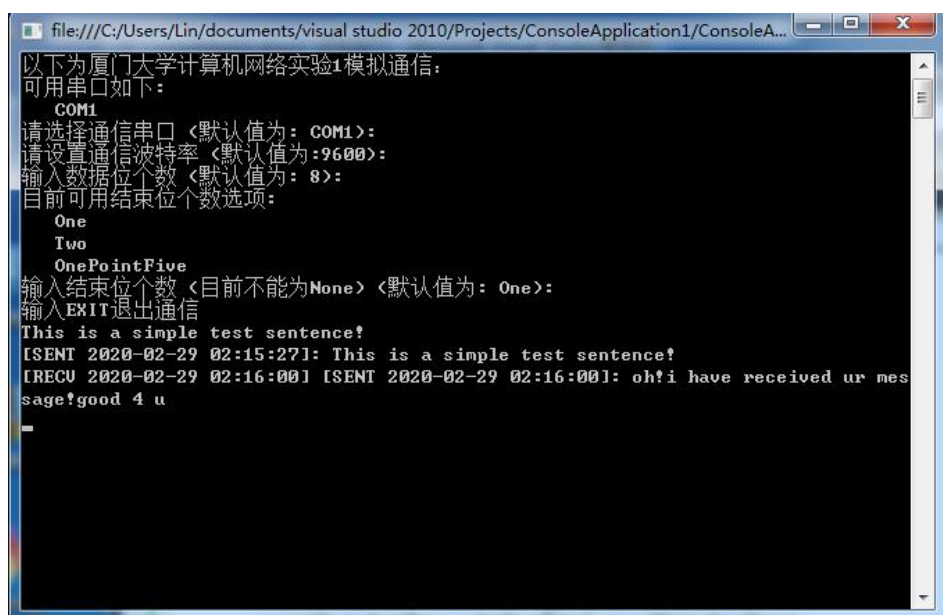 file:///C:/Users/Lin/documents/visual studio 2010/Projects/ConsoleApplication1/ConsoleA...
以下为厦门大学计算机网络实验1模拟通信:
可用串口如下:
COM1
请选择通信串口 (默认值为: COM1):
请设置通信波特率 (默认值为:9600):
输入数据位个数 (默认值为: 8):
目前可用结束位个数选项:
One
Two
OnePointFive
输入结束位个数 (目前不能为None) (默认值为: One):
输入EXIT退出通信
This is a simple test sentence!
[SENT 2020-02-29 02:15:27]: This is a simple test sentence!
[RECV 2020-02-29 02:16:00] [SENT 2020-02-29 02:16:00]: oh!i have received ur mes
sage!good 4 u